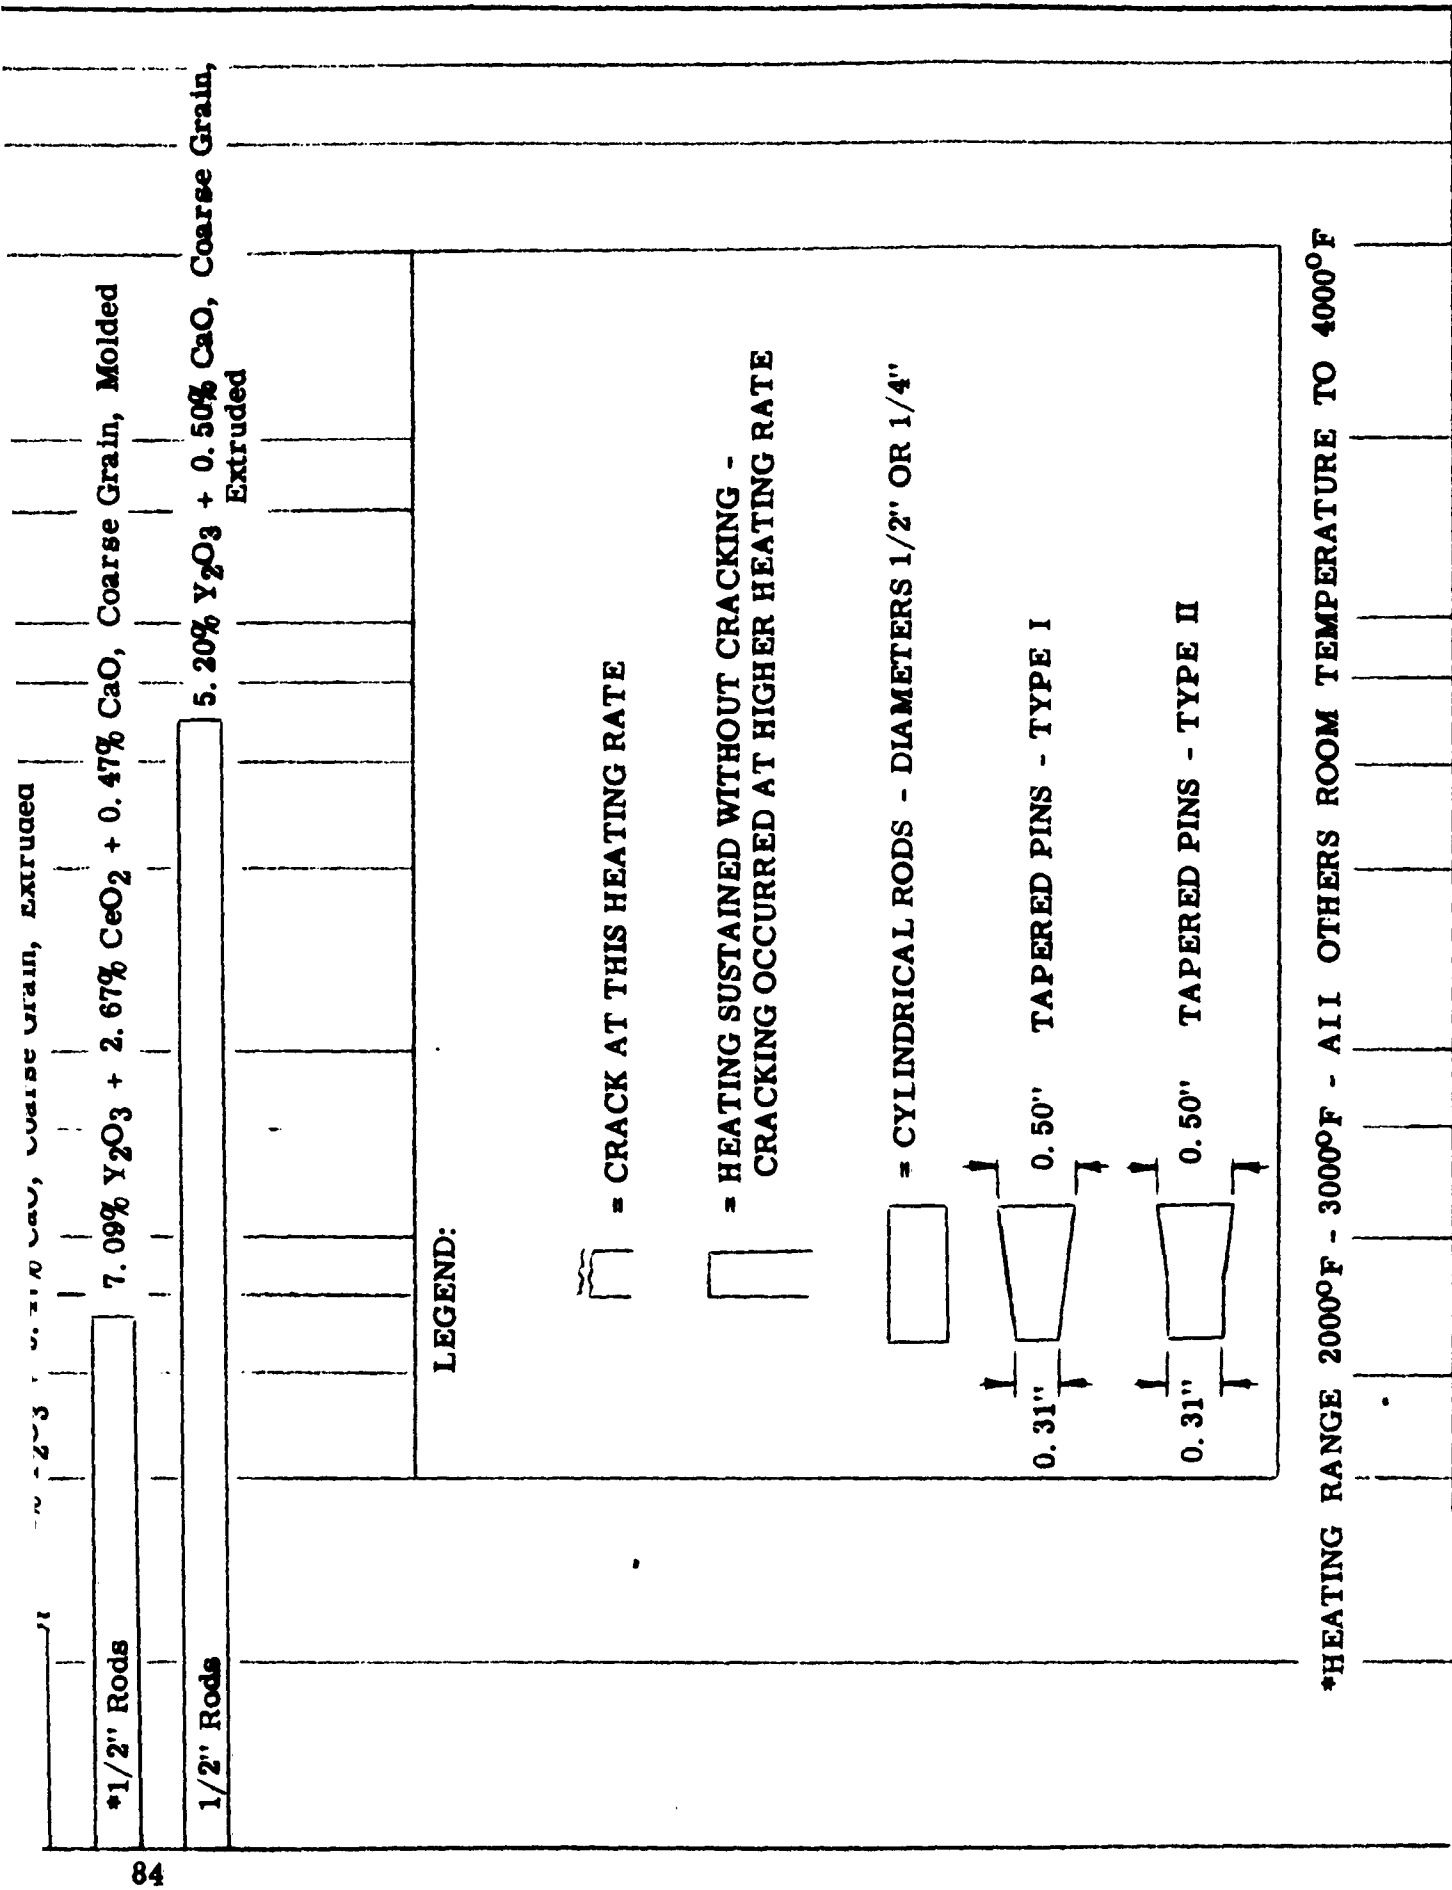 CaO, Coarse Grain, Extruded
*1/2" Rods
7.09% Y2O3 + 2.67% CeO2 + 0.47% CaO, Coarse Grain, Molded
1/2" Rods
5.20% Y2O3 + 0.50% CaO, Coarse Grain,
Extruded
LEGEND:
= CRACK AT THIS HEATING RATE
= HEATING SUSTAINED WITHOUT CRACKING -
CRACKING OCCURRED AT HIGHER HEATING RATE
= CYLINDRICAL RODS - DIAMETERS 1/2" OR 1/4"
0.31" 0.50" TAPERED PINS - TYPE I
0.31" 0.50" TAPERED PINS - TYPE II
*HEATING RANGE 2000°F - 3000°F - All OTHERS ROOM TEMPERATURE TO 4000°F
84